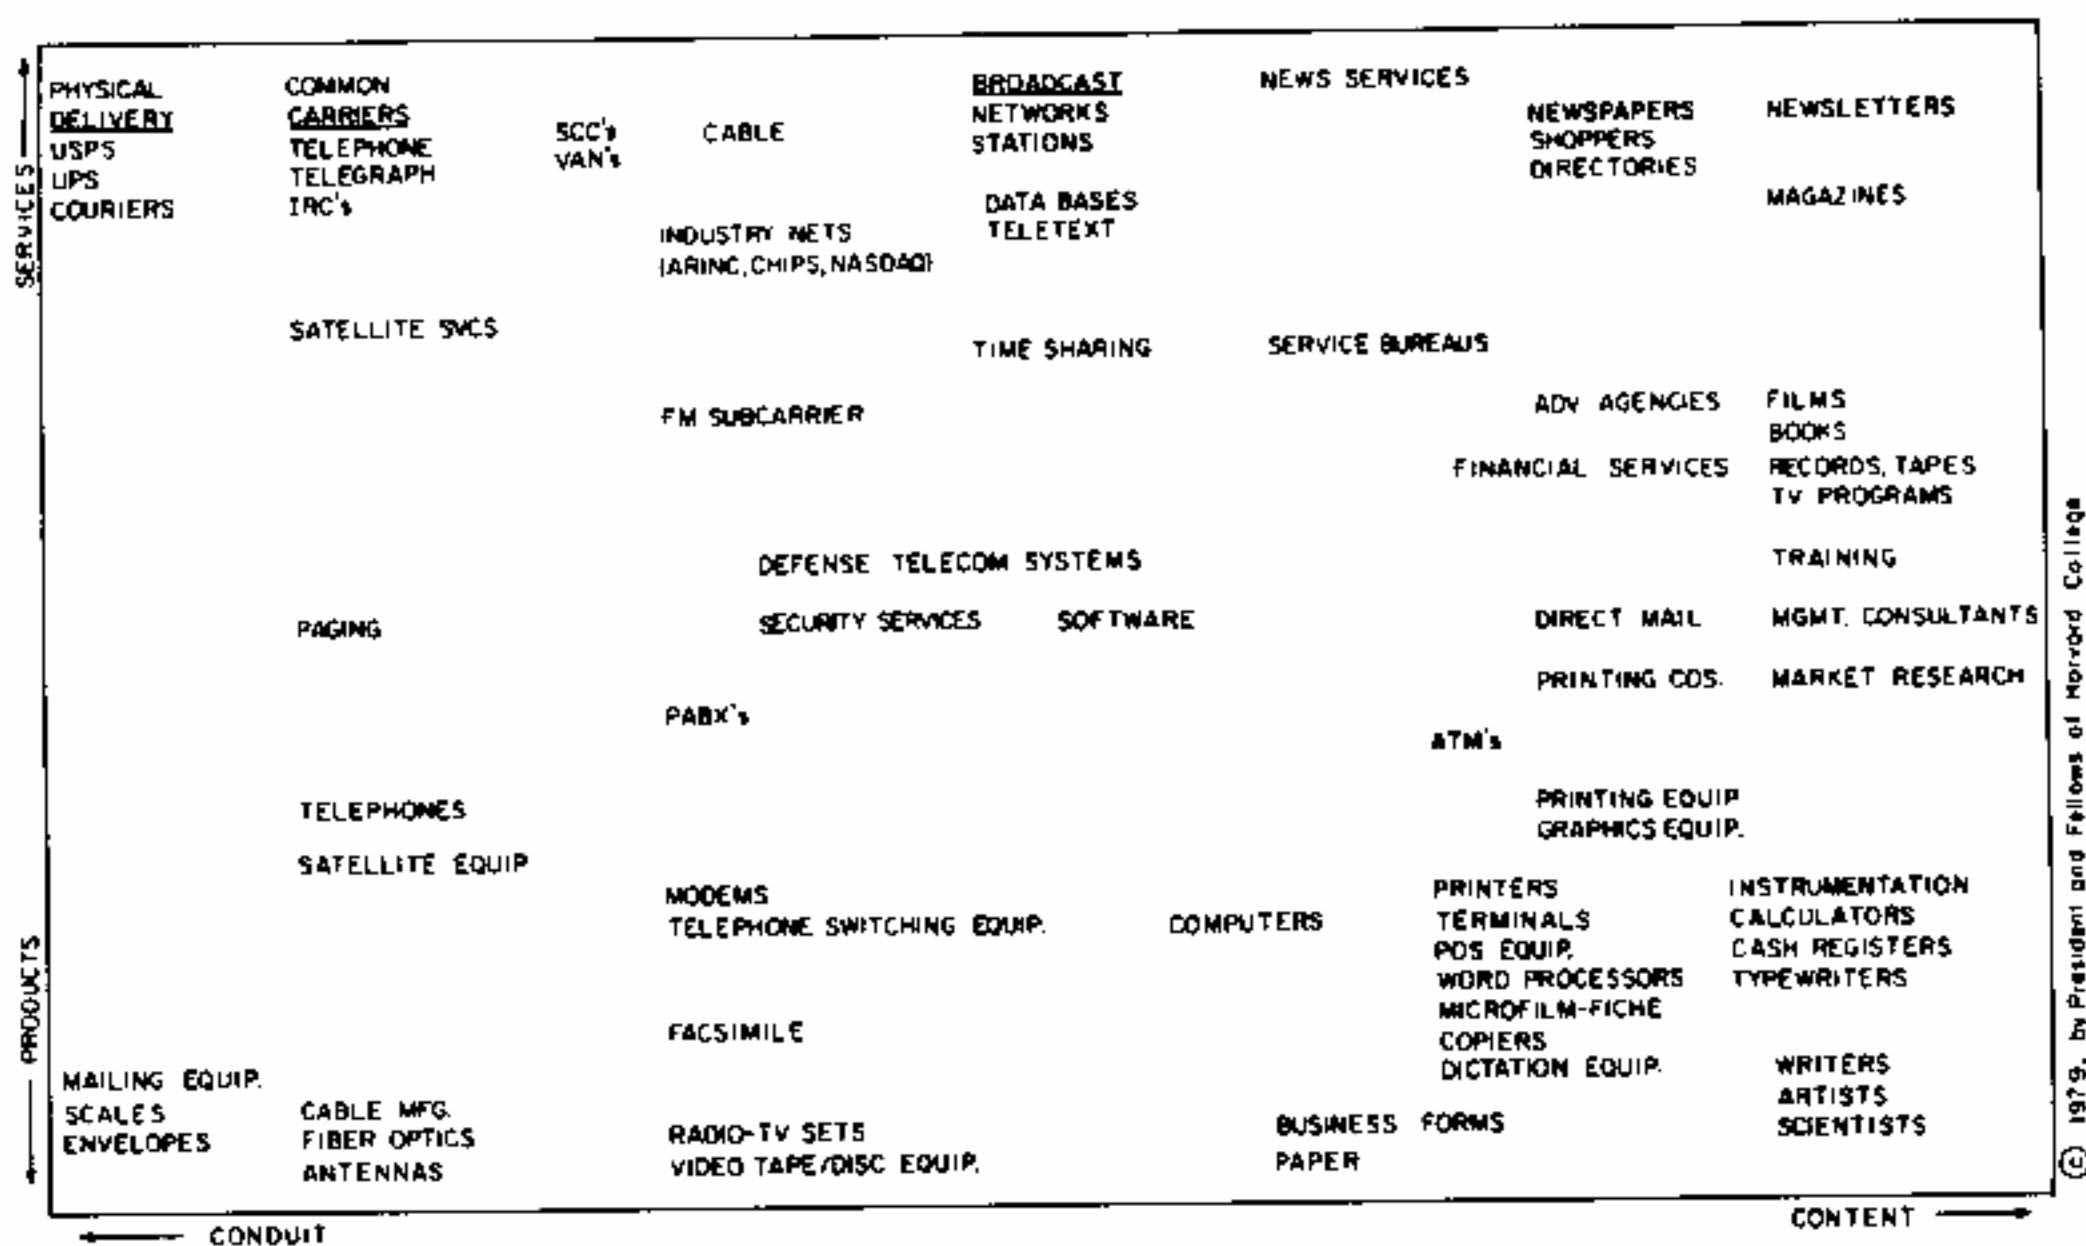 SERVICES
PHYSICAL
DELIVERY
USPS
UPS
COURIERS
COMMON
CARRIERS
TELEPHONE
TELEGRAPH
IRC's
SCC's
VAN's
CABLE
BROADCAST
NETWORKS
STATIONS
NEWS SERVICES
NEWSPAPERS
SHOPPERS
DIRECTORIES
NEWSLETTERS
DATA BASES
TELETEXT
MAGAZINES
INDUSTRY NETS
(ARINC, CHIPS, NASDAQ)
SATELLITE SVCS
TIME SHARING
SERVICE BUREAUS
FM SUBCARRIER
ADV AGENCIES
FILMS
BOOKS
FINANCIAL SERVICES
RECORDS, TAPES
TV PROGRAMS
DEFENSE TELECOM SYSTEMS
TRAINING
PAGING
SECURITY SERVICES
SOFTWARE
DIRECT MAIL
MGMT. CONSULTANTS
PRINTING COS.
MARKET RESEARCH
PABX's
ATM's
TELEPHONES
PRINTING EQUIP
GRAPHICS EQUIP.
SATELLITE EQUIP
MODEMS
TELEPHONE SWITCHING EQUIP.
COMPUTERS
PRINTERS
TERMINALS
POS EQUIP.
WORD PROCESSORS
MICROFILM-FICHE
COPIERS
DICTATION EQUIP.
INSTRUMENTATION
CALCULATORS
CASH REGISTERS
TYPEWRITERS
FACSIMILE
WRITERS
ARTISTS
SCIENTISTS
PRODUCTS
MAILING EQUIP.
SCALES
ENVELOPES
CABLE MFG.
FIBER OPTICS
ANTENNAS
RADIO-TV SETS
VIDEO TAPE/DISC EQUIP.
BUSINESS FORMS
PAPER
CONDUIT
CONTENT
© 1979, by President and Fellows of Harvard College